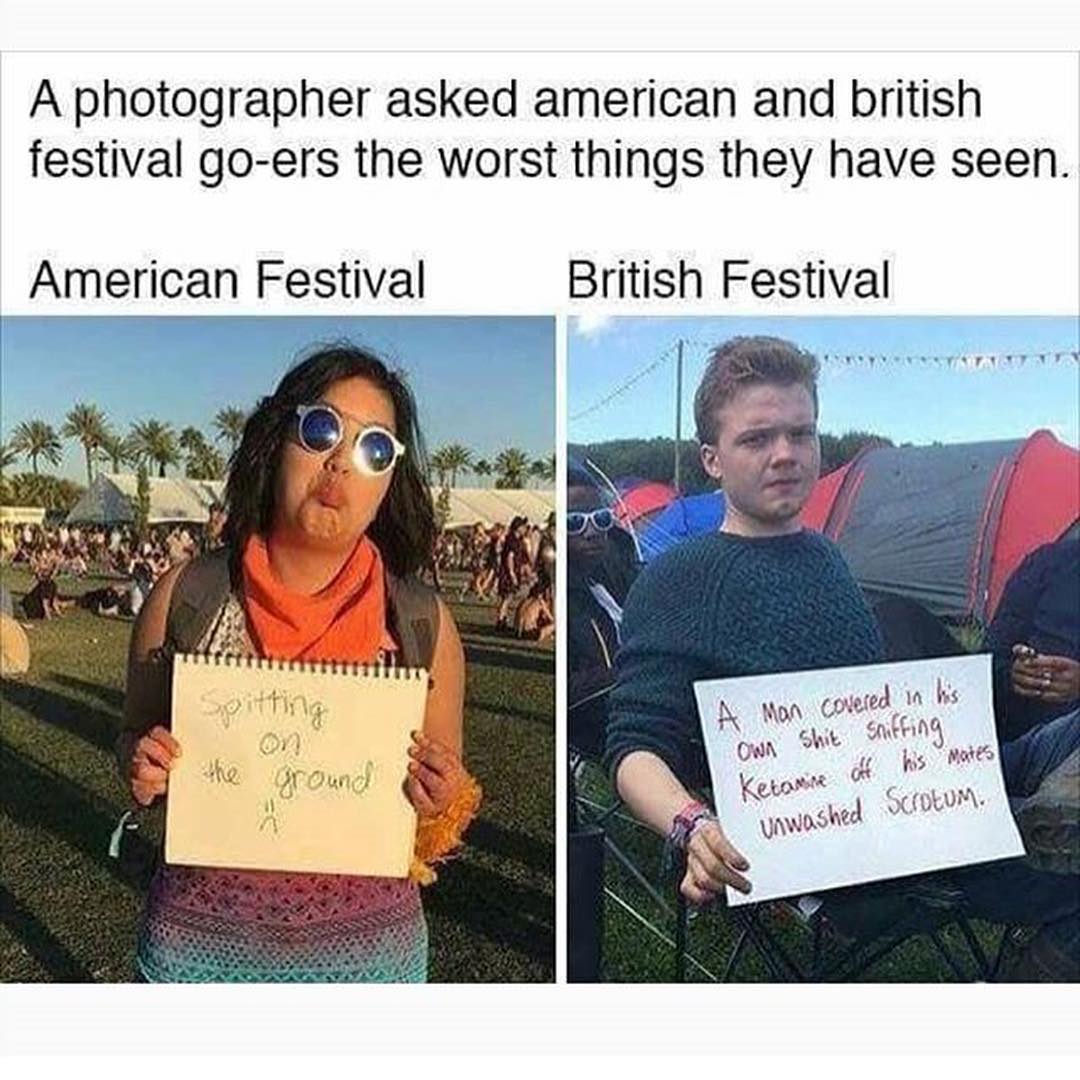 A photographer asked american and british
festival go-ers the worst things they have seen.
American Festival
British Festival
Spitting
on
the ground
A Man covered in his
own shit sniffing
Ketamine off his Mates
unwashed Scrotum.